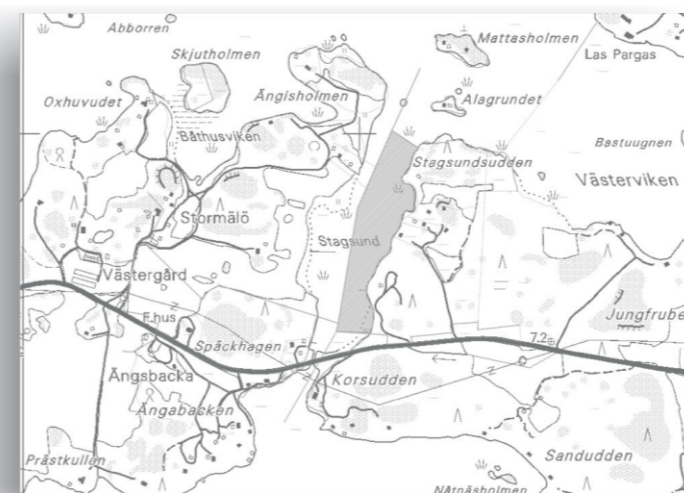 Abborren
Skjutholmen
Mattasholmen
Las Pargas
Oxhuvudet
Ängisholmen
Alagrundet
Båthusviken
Bastuugnen
Stagsundsudden
Västerviken
Stormälö
Stagsund
Västergård
F.hus
Jungfrube
7.2
Späckhagen
Ängsbacka
Korsudden
Ängabacken
Prästkullen
Sandudden
Nätnäsholmen